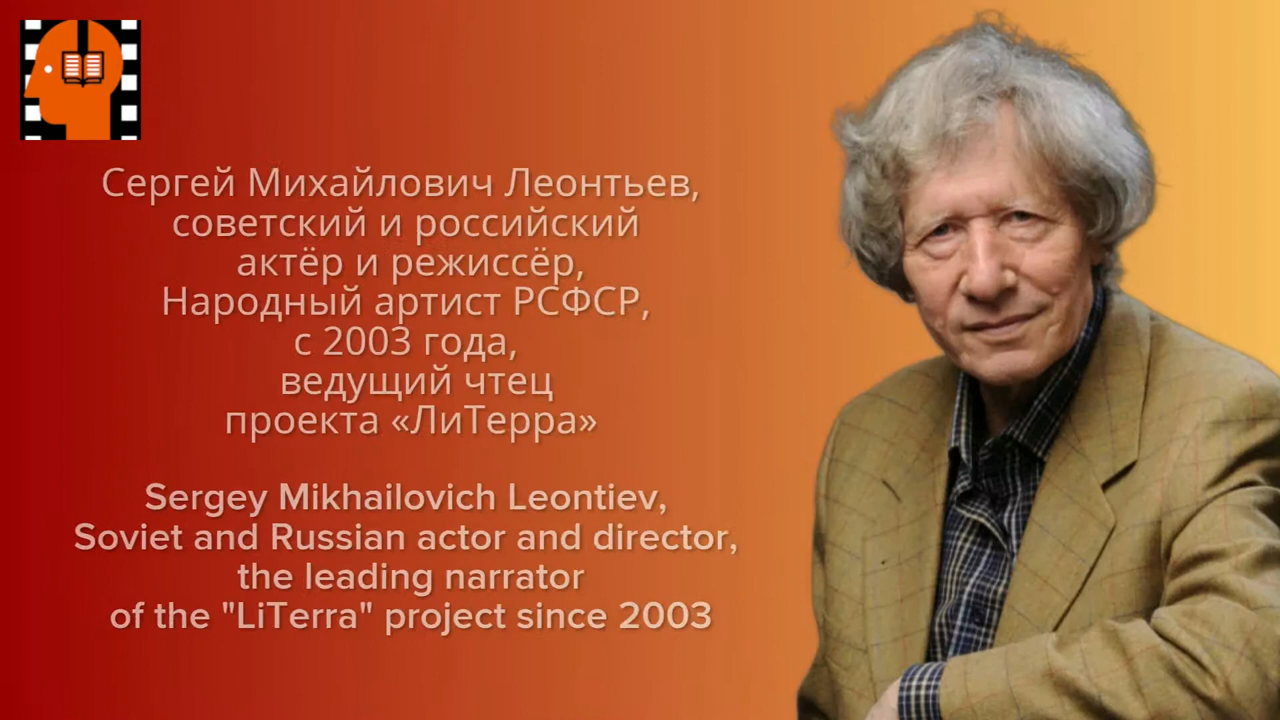 Сергей Михайлович Леонтьев,
советский и российский
актёр и режиссёр,
Народный артист РСФСР,
с 2003 года,
ведущий чтец
проекта «ЛиТерра»
Sergey Mikhailovich Leontiev,
Soviet and Russian actor and director,
the leading narrator
of the "LiTerra" project since 2003